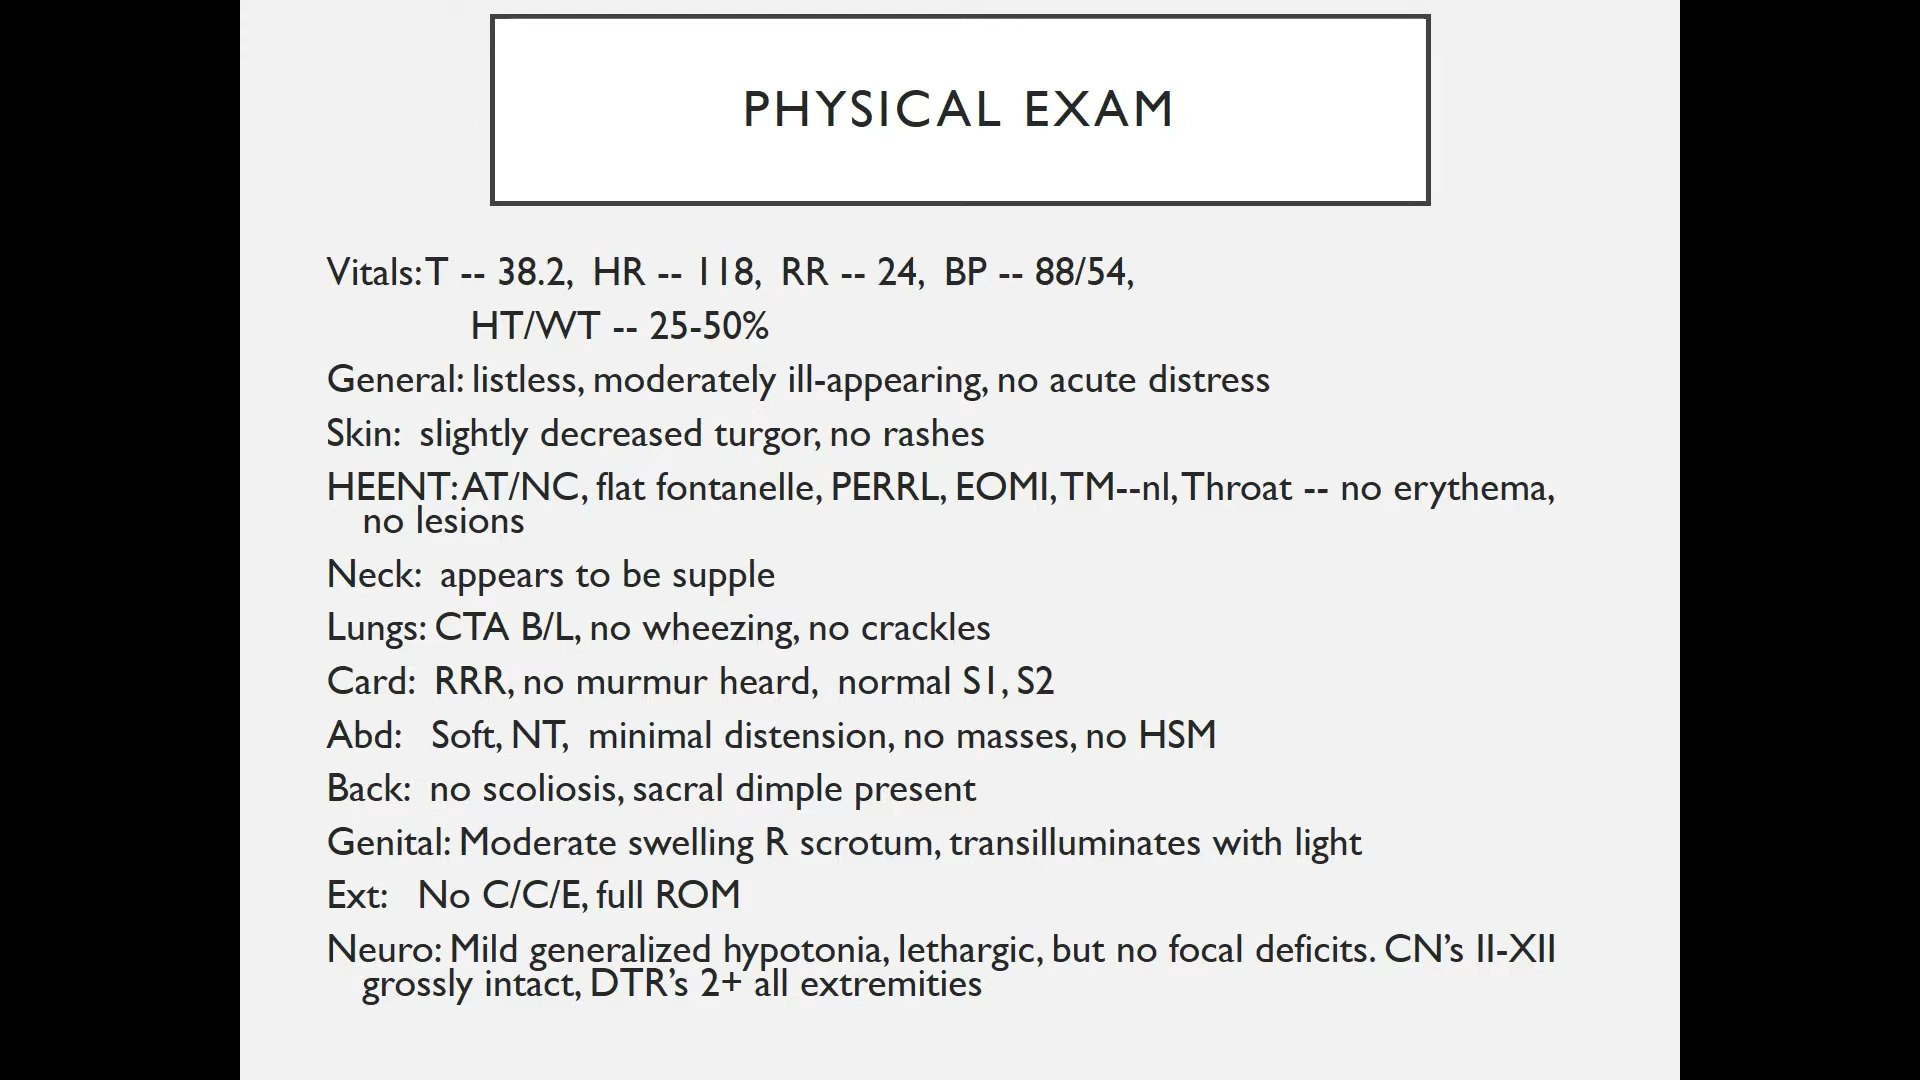 PHYSICAL EXAM
Vitals: T -- 38.2, HR -- 118, RR -- 24, BP -- 88/54,
HT/WT -- 25-50%
General: listless, moderately ill-appearing, no acute distress
Skin: slightly decreased turgor, no rashes
HEENT: AT/NC, flat fontanelle, PERRL, EOMI, TM--nl, Throat -- no erythema,
no lesions
Neck: appears to be supple
Lungs: CTA B/L, no wheezing, no crackles
Card: RRR, no murmur heard, normal S1, S2
Abd: Soft, NT, minimal distension, no masses, no HSM
Back: no scoliosis, sacral dimple present
Genital: Moderate swelling R scrotum, transilluminates with light
Ext: No C/C/E, full ROM
Neuro: Mild generalized hypotonia, lethargic, but no focal deficits. CN’s II-XII
grossly intact, DTR’s 2+ all extremities